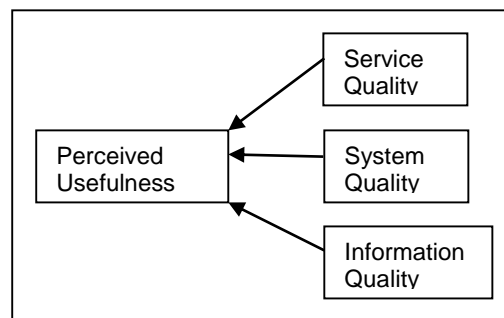 Service
Quality
Perceived
Usefulness
System
Quality
Information
Quality